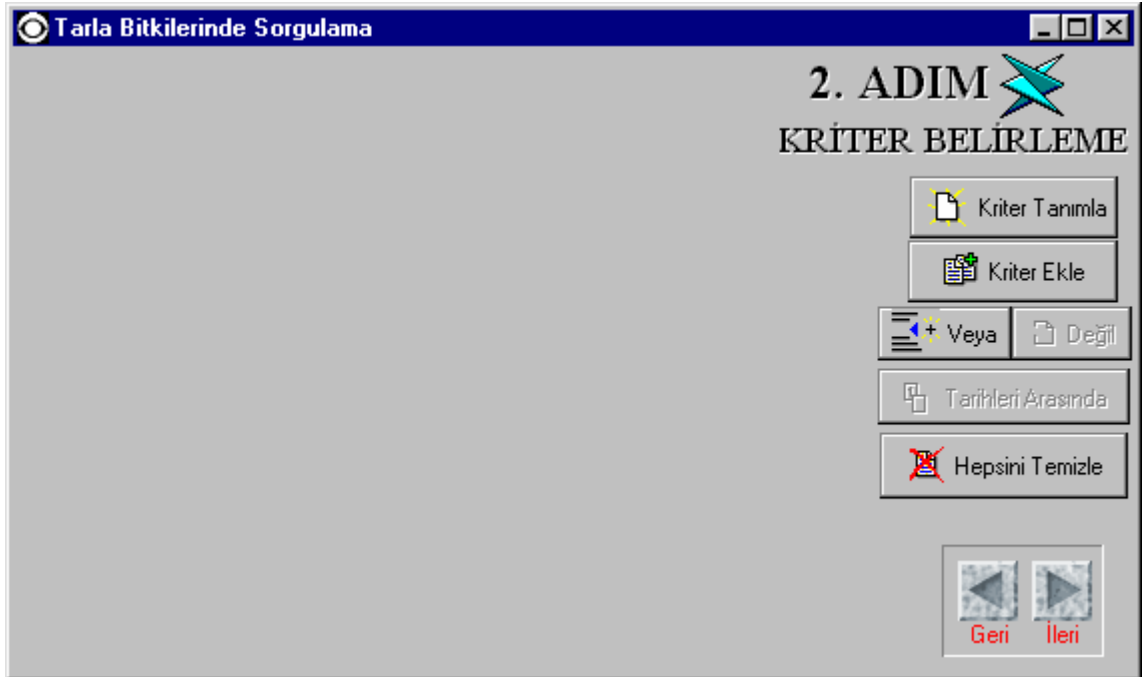 Tarla Bitkilerinde Sorgulama
2. ADIM
KRİTER BELİRLEME
Kriter Tanımla
Kriter Ekle
Veya Değil
Tarihleri Arasında
Hepsini Temizle
Geri İleri